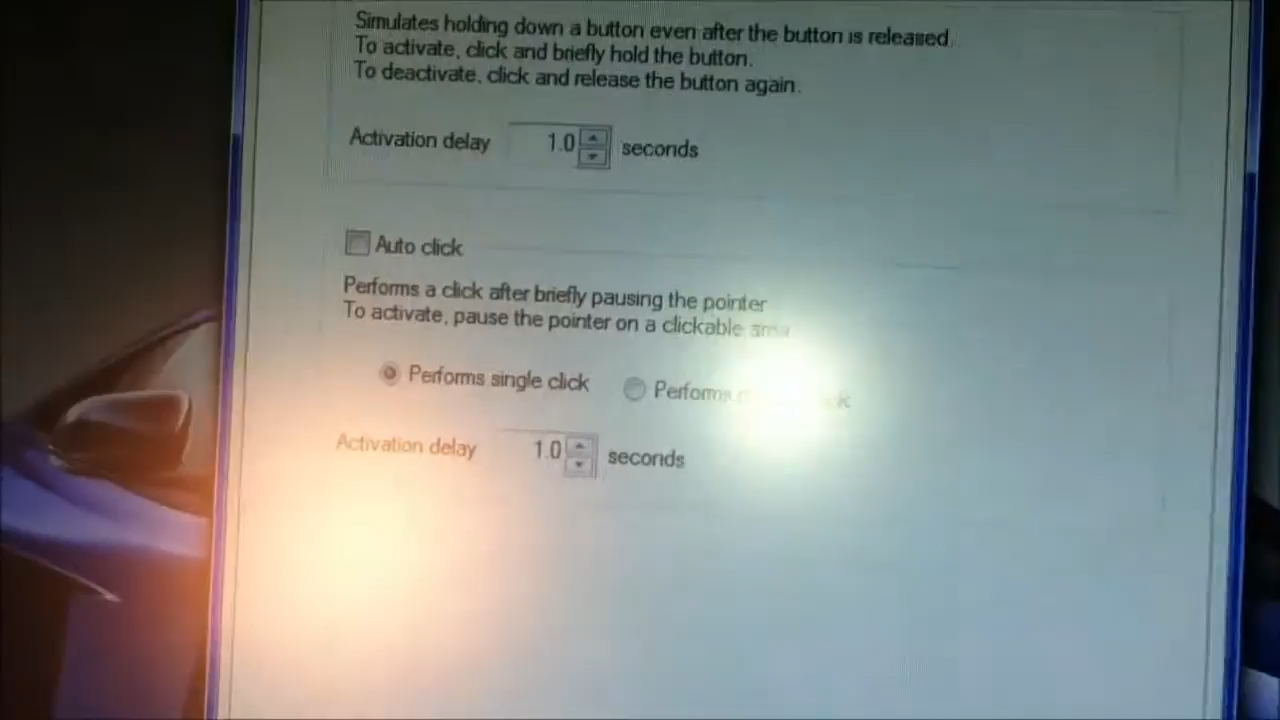 Simulates holding down a button even after the button is released.
To activate, click and briefly hold the button.
To deactivate, click and release the button again.
Activation delay 1.0 seconds
Auto click
Performs a click after briefly pausing the pointer
To activate, pause the pointer on a clickable area
Performs single click Performs
Activation delay 1.0 seconds